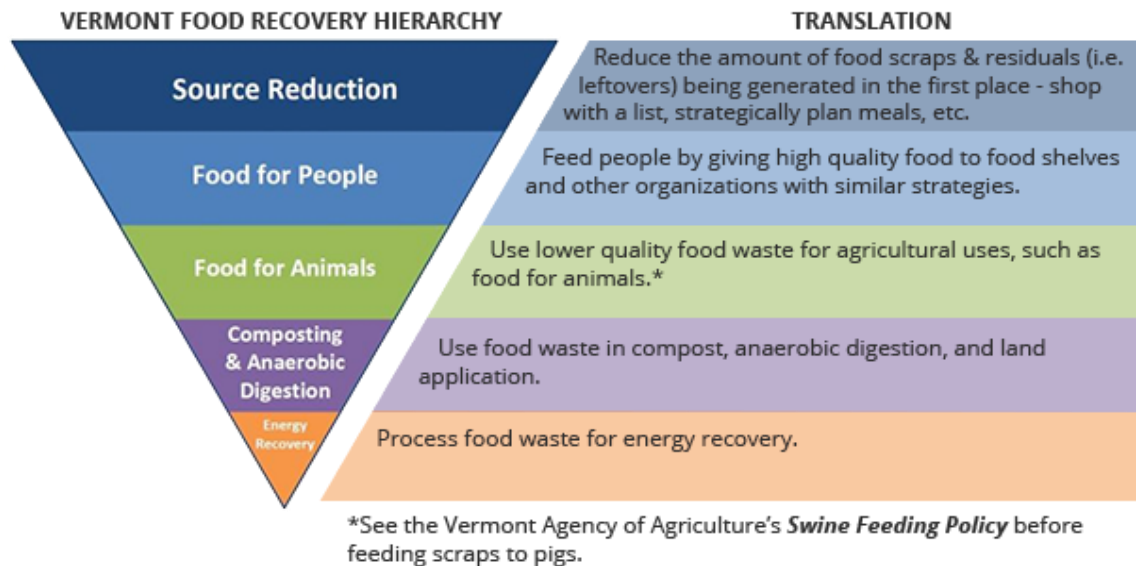 VERMONT FOOD RECOVERY HIERARCHY
TRANSLATION
Source Reduction
Reduce the amount of food scraps & residuals (i.e.
leftovers) being generated in the first place - shop
with a list, strategically plan meals, etc.
Food for People
Feed people by giving high quality food to food shelves
and other organizations with similar strategies.
Food for Animals
Use lower quality food waste for agricultural uses, such as
food for animals.*
Composting
& Anaerobic
Digestion
Use food waste in compost, anaerobic digestion, and land
application.
Energy
Recovery
Process food waste for energy recovery.
*See the Vermont Agency of Agriculture's Swine Feeding Policy before
feeding scraps to pigs.